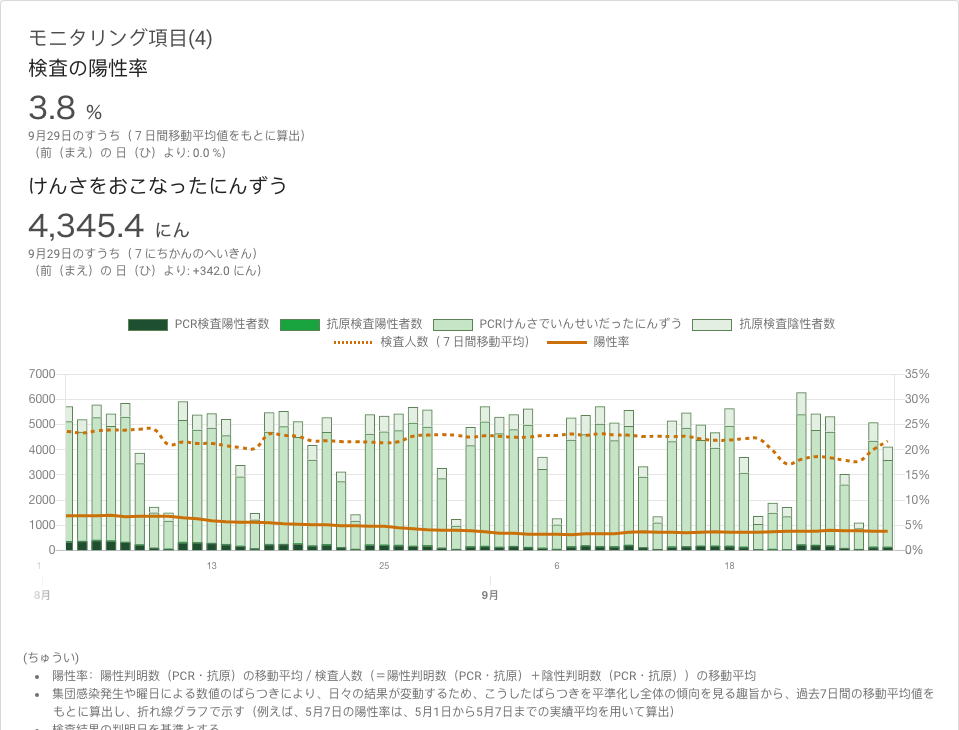 モニタリング項目(4)
検査の陽性率
3.8 %
9月29日のすうち（７日間移動平均値をもとに算出）
（前（まえ）の 日（ひ）より: 0.0 %）
けんさをおこなったにんずう
4,345.4 にん
9月29日のすうち（７にちかんのへいきん）
（前（まえ）の 日（ひ）より: +342.0 にん）
PCR検査陽性者数 抗原検査陽性者数 PCRけんさでいんせいだったにんずう 抗原検査陰性者数
検査人数（７日間移動平均） 陽性率
7000 35%
6000 30%
5000 25%
4000 20%
3000 15%
2000 10%
1000 5%
0 0%
1 13 25 6 18
8月 9月
(ちゅうい)
• 陽性率：陽性判明数（PCR・抗原）の移動平均 / 検査人数（＝陽性判明数（PCR・抗原）＋陰性判明数（PCR・抗原））の移動平均
• 集団感染発生や曜日による数値のばらつきにより、日々の結果が変動するため、こうしたばらつきを平準化し全体の傾向を見る趣旨から、過去7日間の移動平均値を
もとに算出し、折れ線グラフで示す（例えば、5月7日の陽性率は、5月1日から5月7日までの実績平均を用いて算出）
• 検査結果の判明日を基準とする